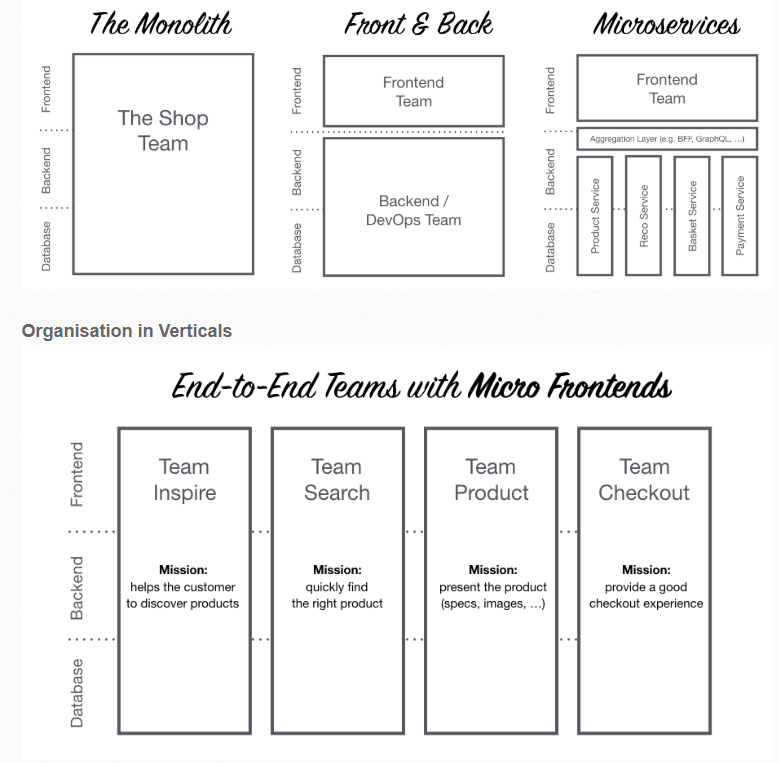 The Monolith
Frontend
Backend
Database
The Shop
Team
Front & Back
Frontend
Backend
Database
Frontend
Team
Backend /
DevOps Team
Microservices
Frontend
Backend
Database
Frontend
Team
Aggregation Layer (e.g. BFF, GraphQL, ...)
Product Service
Reco Service
Basket Service
Payment Service
Organisation in Verticals
End-to-End Teams with Micro Frontends
Frontend
Backend
Database
Team
Inspire
Mission:
helps the customer
to discover products
Team
Search
Mission:
quickly find
the right product
Team
Product
Mission:
present the product
(specs, images, ...)
Team
Checkout
Mission:
provide a good
checkout experience